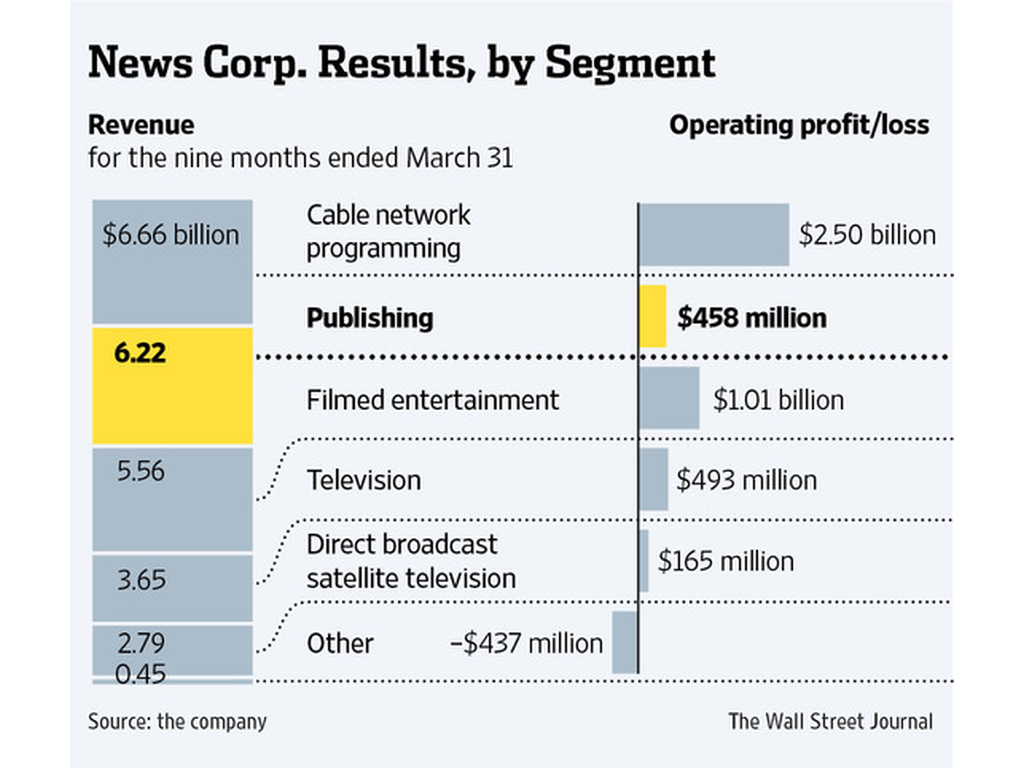 News Corp. Results, by Segment
Revenue
for the nine months ended March 31
Operating profit/loss
$6.66 billion
Cable network
programming
$2.50 billion
6.22
Publishing
$458 million
5.56
Filmed entertainment
$1.01 billion
3.65
Television
$493 million
2.79
Direct broadcast
satellite television
$165 million
0.45
Other
–$437 million
Source: the company
The Wall Street Journal